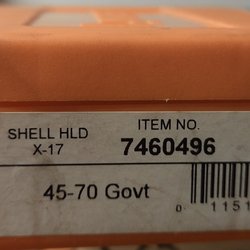 SHELL HLD
X-17
ITEM NO.
7460496
45-70 Govt
0 1151